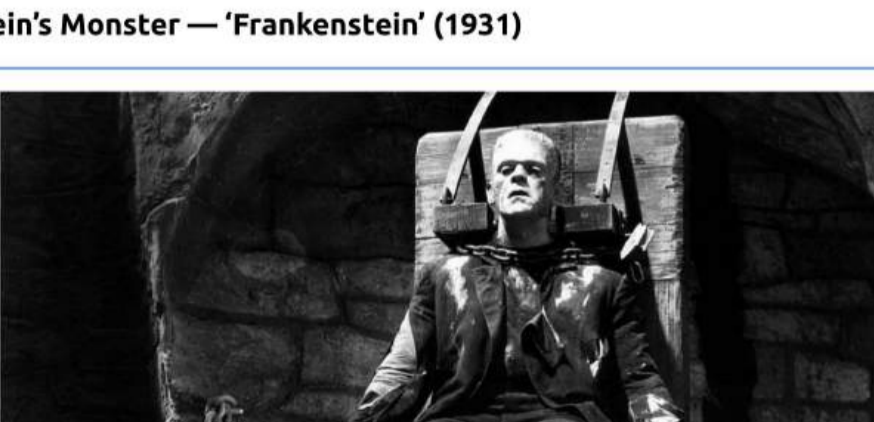 ein’s Monster — ‘Frankenstein’ (1931)